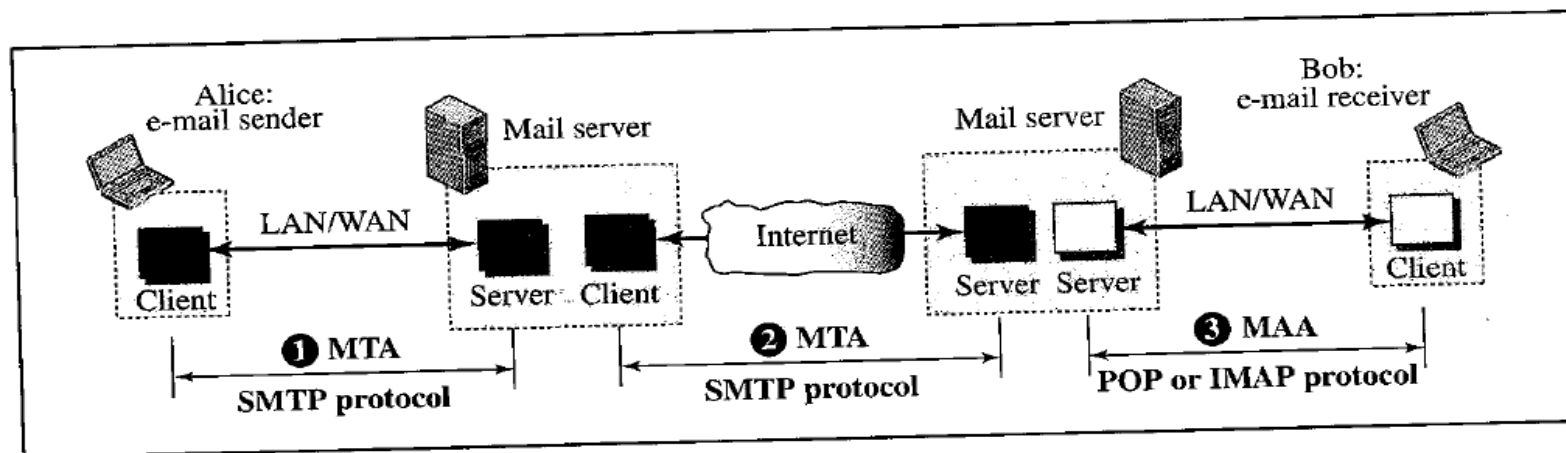 Alice:
e-mail sender
Mail server
Mail server
Bob:
e-mail receiver
LAN/WAN
Internet
LAN/WAN
Client
Server
Client
Server
Server
Client
1 MTA
SMTP protocol
2 MTA
SMTP protocol
3 MAA
POP or IMAP protocol